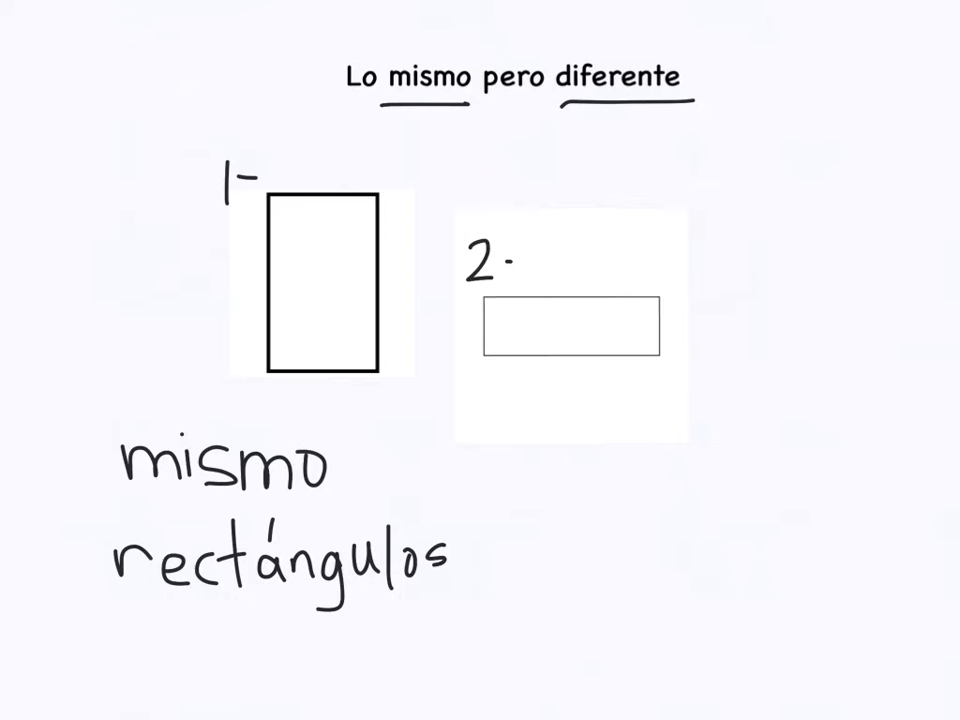 Lo mismo pero diferente
1-
2.
mismo
rectángulos